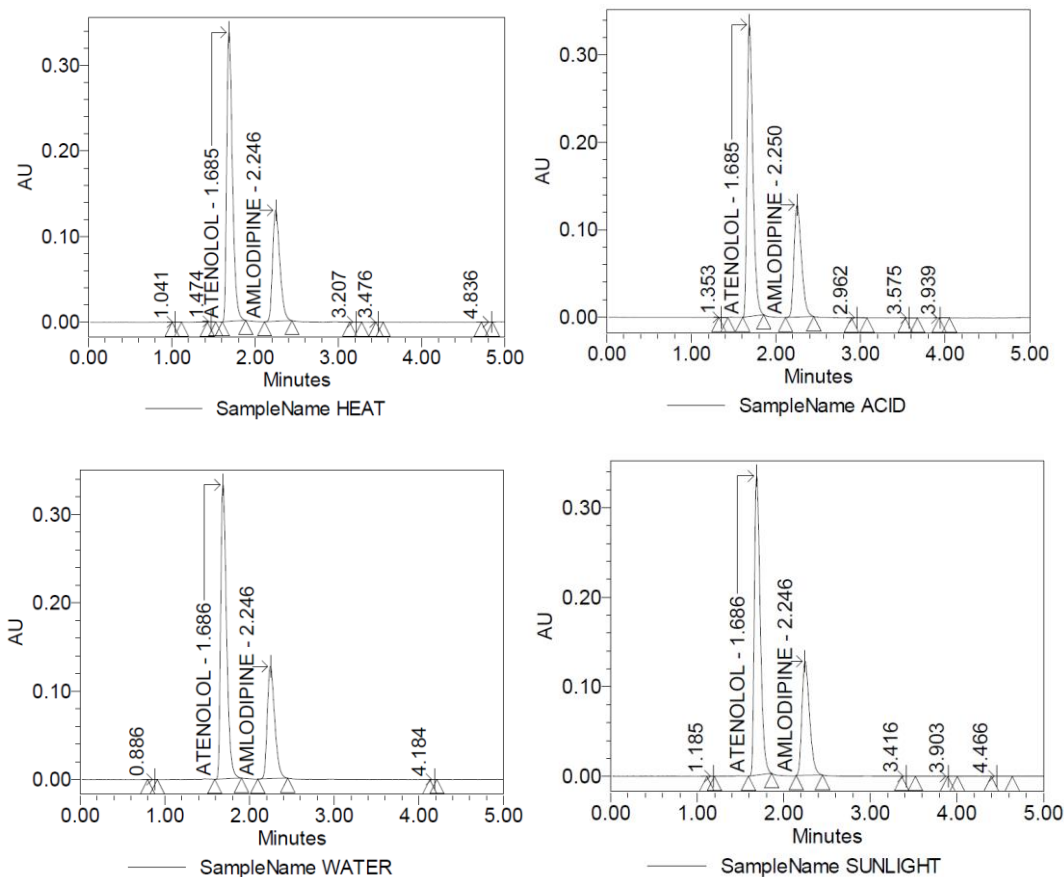 AU
0.30
0.20
0.10
0.00
1.041
1.474
ATENOLOL - 1.685
AMLODIPINE - 2.246
3.207
3.476
4.836
0.00 1.00 2.00 3.00 4.00 5.00
Minutes
SampleName HEAT
AU
0.30
0.20
0.10
0.00
1.353
ATENOLOL - 1.685
AMLODIPINE - 2.250
2.962
3.575
3.939
0.00 1.00 2.00 3.00 4.00 5.00
Minutes
SampleName ACID
AU
0.30
0.20
0.10
0.00
0.886
ATENOLOL - 1.686
AMLODIPINE - 2.246
4.184
0.00 1.00 2.00 3.00 4.00 5.00
Minutes
SampleName WATER
AU
0.30
0.20
0.10
0.00
1.185
ATENOLOL - 1.686
AMLODIPINE - 2.246
3.416
3.903
4.466
0.00 1.00 2.00 3.00 4.00 5.00
Minutes
SampleName SUNLIGHT